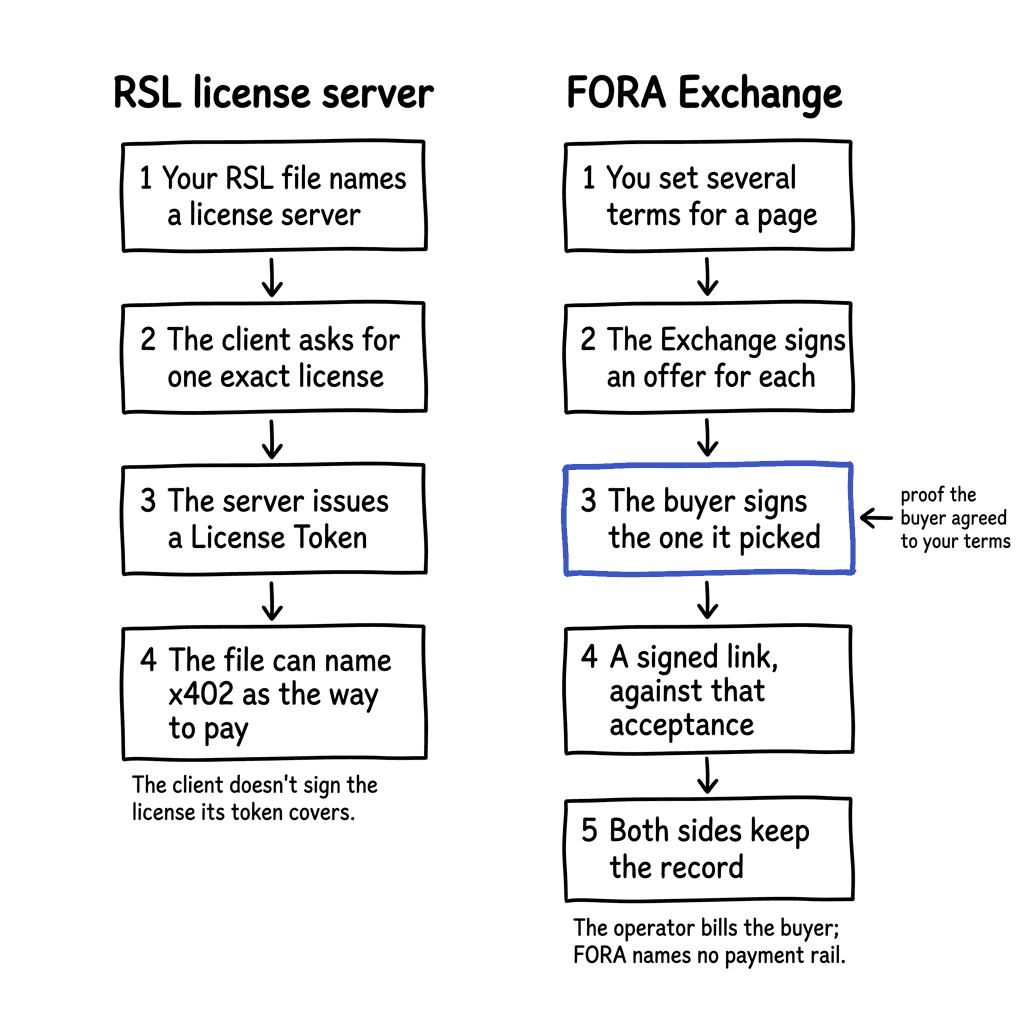 RSL license server
1 Your RSL file names
a license server
2 The client asks for
one exact license
3 The server issues
a License Token
4 The file can name
x402 as the way
to pay
The client doesn't sign the
license its token covers.
FORA Exchange
1 You set several
terms for a page
2 The Exchange signs
an offer for each
3 The buyer signs
the one it picked
proof the
buyer agreed
to your terms
4 A signed link,
against that
acceptance
5 Both sides keep
the record
The operator bills the buyer;
FORA names no payment rail.